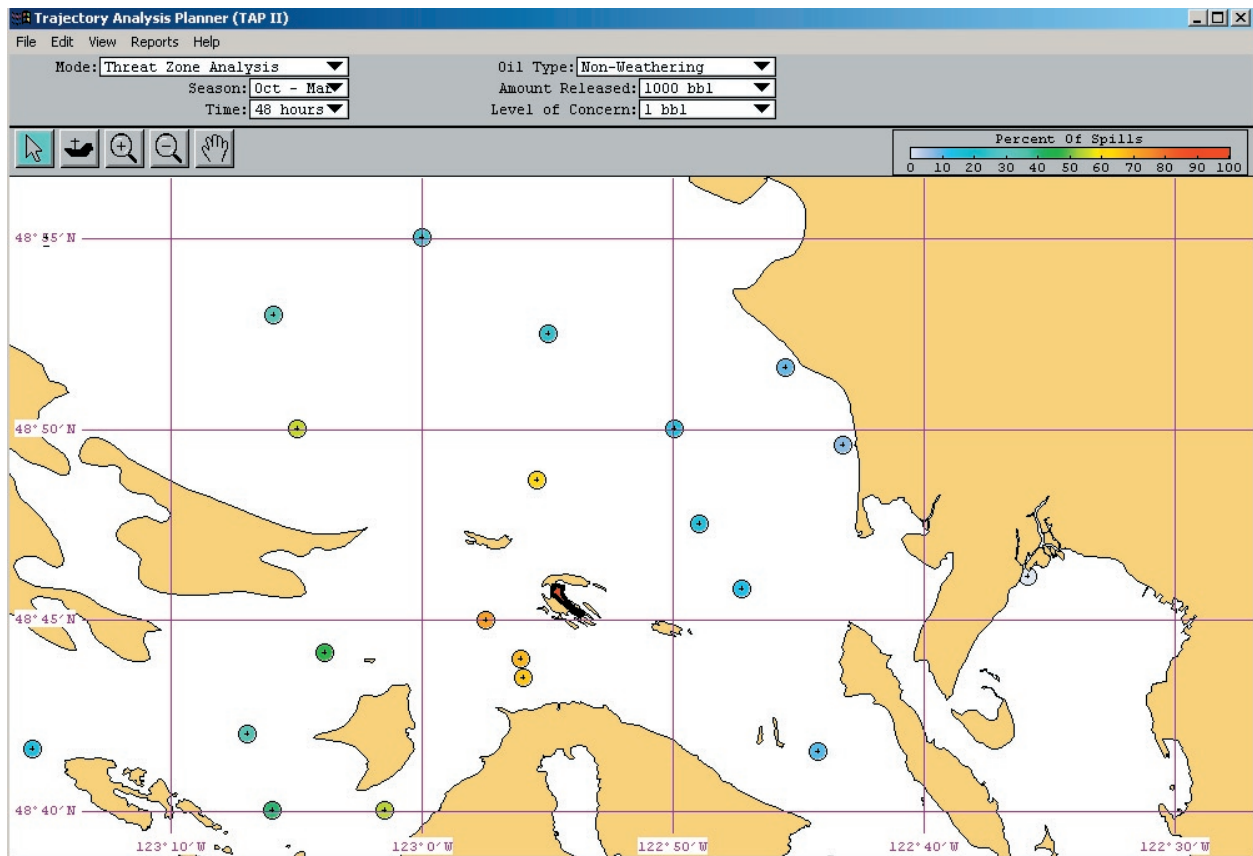 Trajectory Analysis Planner (TAP II)
File Edit View Reports Help
Mode: Threat Zone Analysis Oil Type: Non-Weathering
Season: Oct - Mar Amount Released: 1000 bbl
Time: 48 hours Level of Concern: 1 bbl
Percent Of Spills
0 10 20 30 40 50 60 70 80 90 100
48° 55'N
48° 50'N
48° 45'N
48° 40'N
123° 10'W 123° 0'W 122° 50'W 122° 40'W 122° 30'W